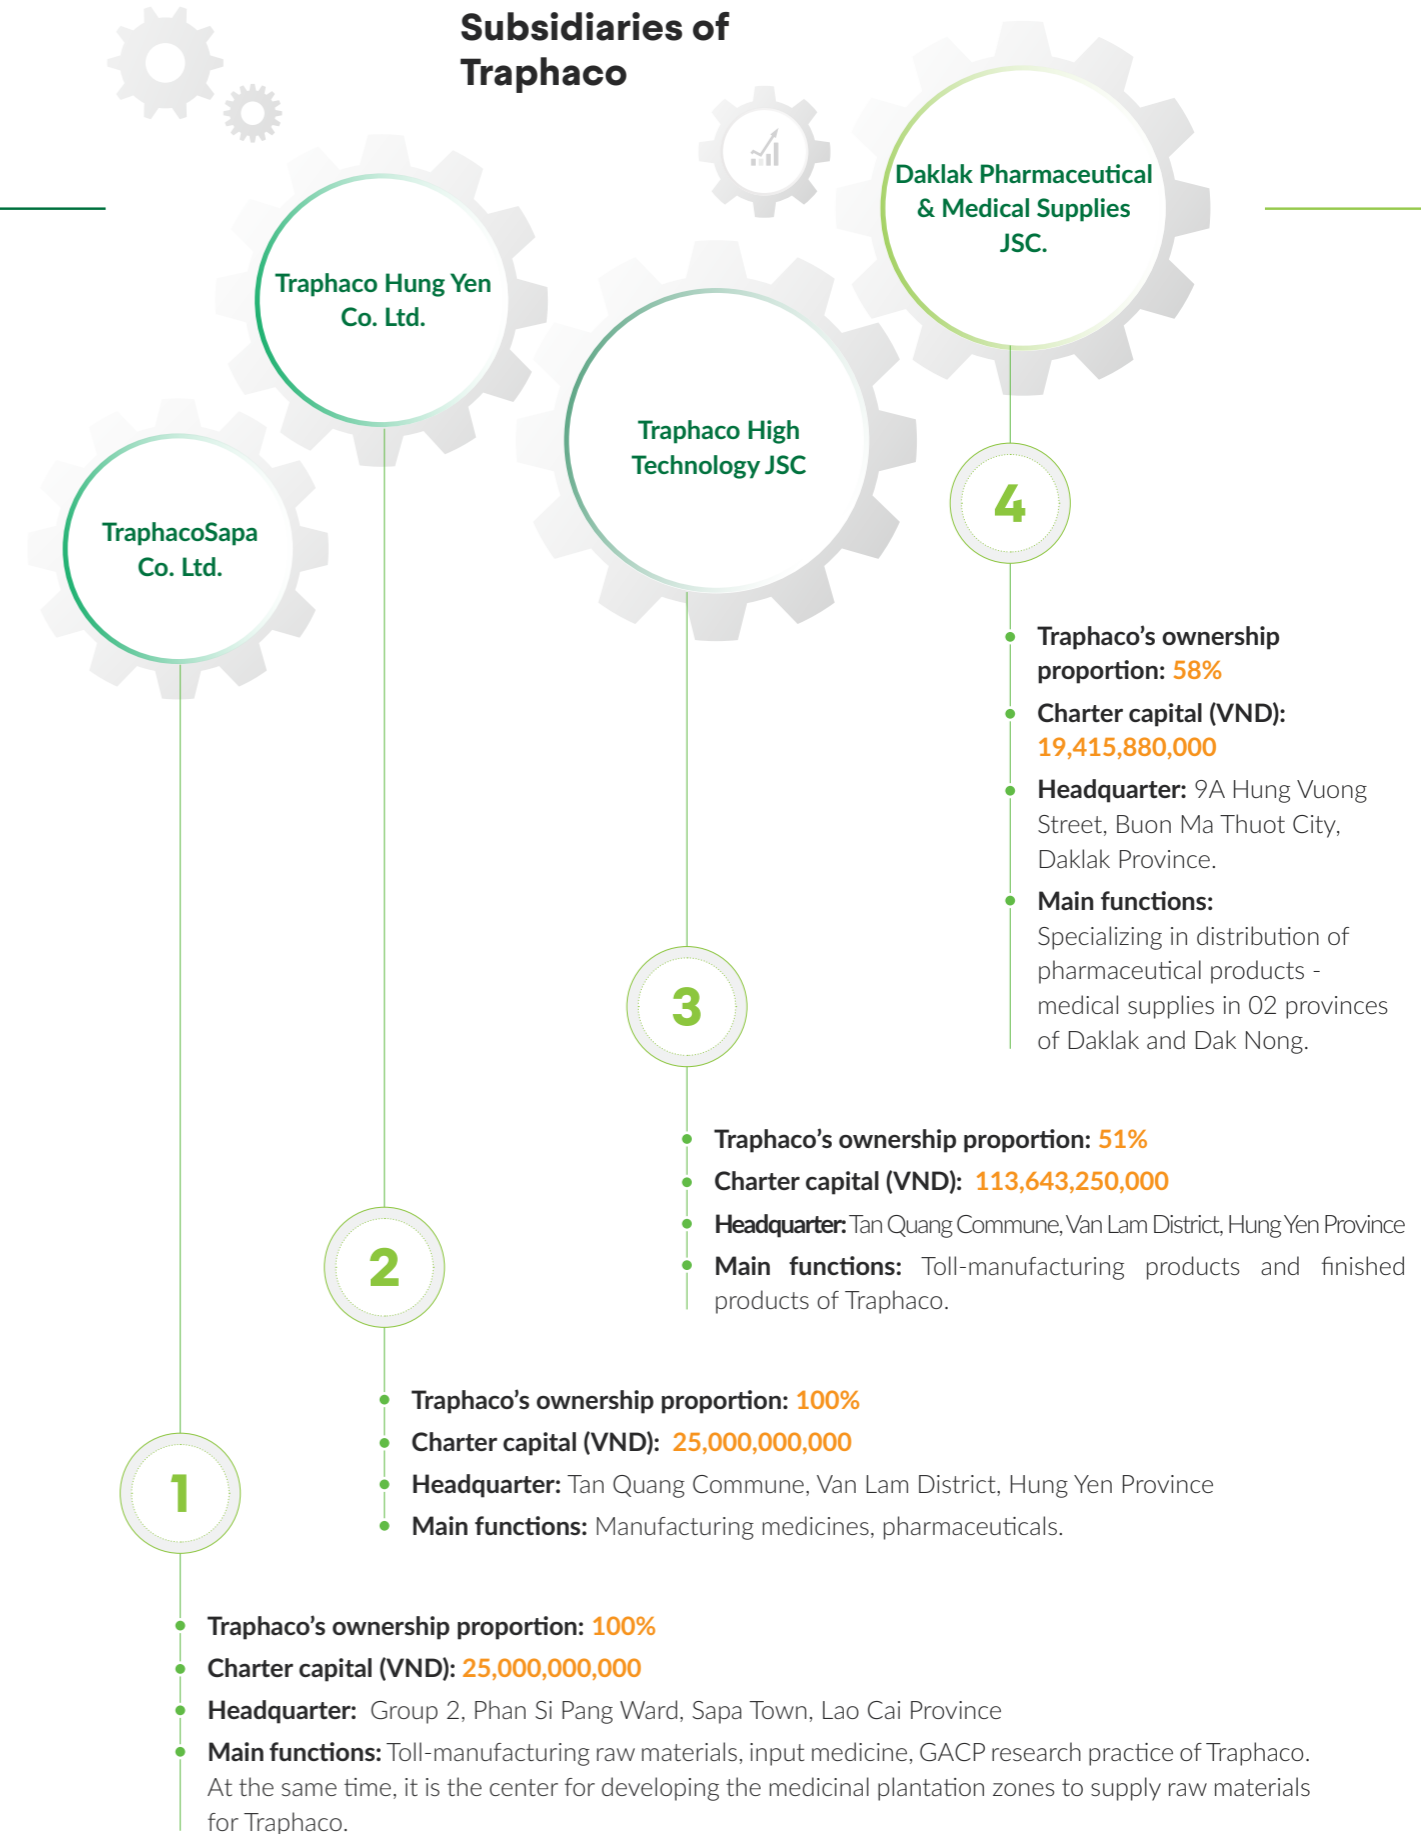 Subsidiaries of
Traphaco
Daklak Pharmaceutical
& Medical Supplies
JSC.
Traphaco Hung Yen
Co. Ltd.
Traphaco High
Technology JSC
TraphacoSapa
Co. Ltd.
4
Traphaco's ownership
proportion: 58%
Charter capital (VND):
19,415,880,000
Headquarter: 9A Hung Vuong
Street, Buon Ma Thuot City,
Daklak Province.
Main functions:
Specializing in distribution of
pharmaceutical products -
medical supplies in 02 provinces
of Daklak and Dak Nong.
3
Traphaco's ownership proportion: 51%
Charter capital (VND): 113,643,250,000
Headquarter: Tan Quang Commune, Van Lam District, Hung Yen Province
Main functions: Toll-manufacturing products and finished
products of Traphaco.
2
Traphaco's ownership proportion: 100%
Charter capital (VND): 25,000,000,000
Headquarter: Tan Quang Commune, Van Lam District, Hung Yen Province
Main functions: Manufacturing medicines, pharmaceuticals.
1
Traphaco's ownership proportion: 100%
Charter capital (VND): 25,000,000,000
Headquarter: Group 2, Phan Si Pang Ward, Sapa Town, Lao Cai Province
Main functions: Toll-manufacturing raw materials, input medicine, GACP research practice of Traphaco.
At the same time, it is the center for developing the medicinal plantation zones to supply raw materials
for Traphaco.